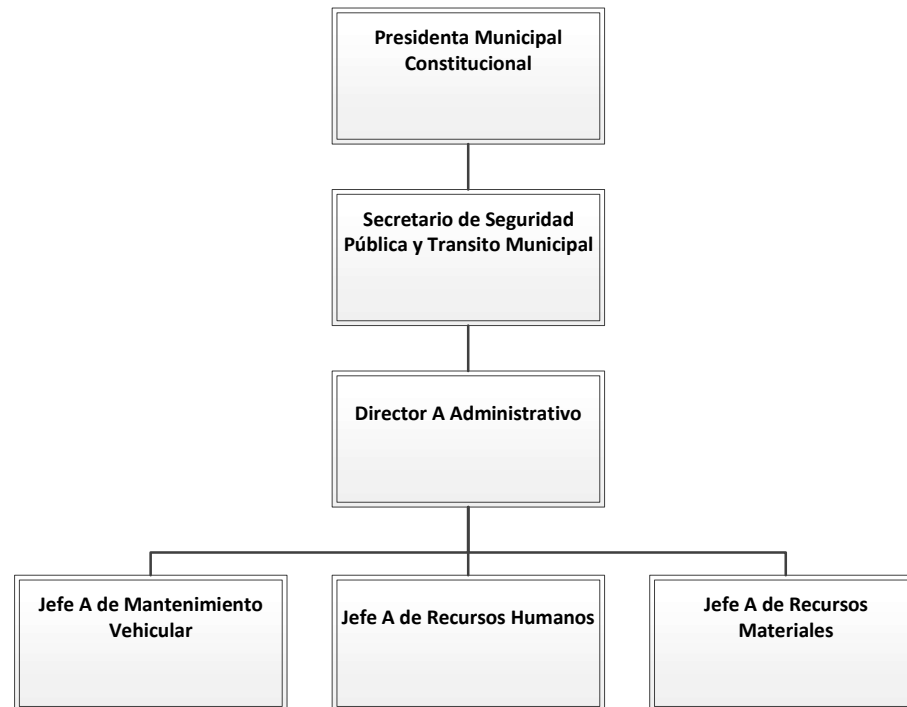 Presidenta Municipal
Constitucional
Secretario de Seguridad
Pública y Transito Municipal
Director A Administrativo
Jefe A de Mantenimiento
Vehicular
Jefe A de Recursos Humanos
Jefe A de Recursos
Materiales